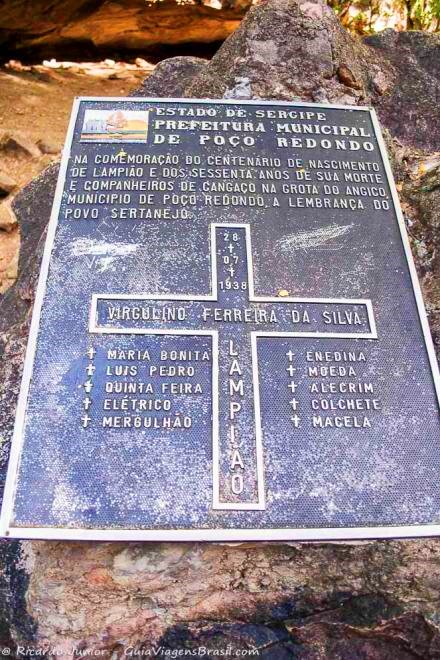 ESTADO DE SERGIPE
PREFEITURA MUNICIPAL
DE POÇO REDONDO
NA COMEMORAÇÃO DO CENTENÁRIO DE NASCIMENTO
DE LAMPIÃO E DOS SESSENTA ANOS DE SUA MORTE
E COMPANHEIROS DE CANGAÇO NA GROTA DO ANGICO
MUNICIPIO DE POÇO REDONDO. A LEMBRANÇA DO
POVO SERTANEJO.
28
07
1938
VIRGULINO FERREIRA DA SILVA
LAMPIÃO
MARIA BONITA
LUIS PEDRO
QUINTA FEIRA
ELÉTRICO
MERGULHÃO
ENEDINA
MOEDA
ALECRIM
COLCHETE
MACELA
© Ricardo Junior / GuiaViagensBrasil.com